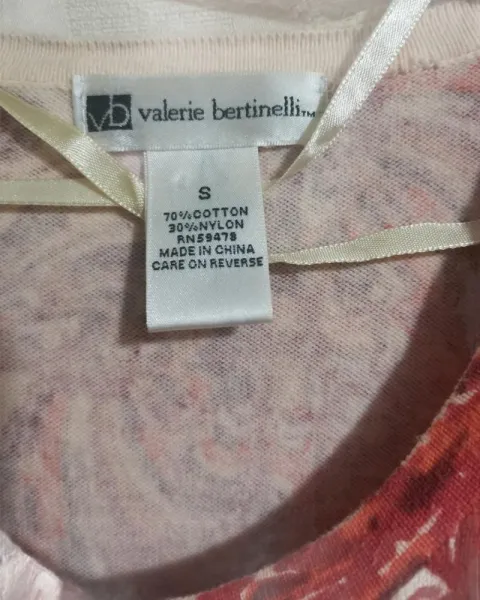 VB valerie bertinelli™
S
70%COTTON
30%NYLON
RN59478
MADE IN CHINA
CARE ON REVERSE